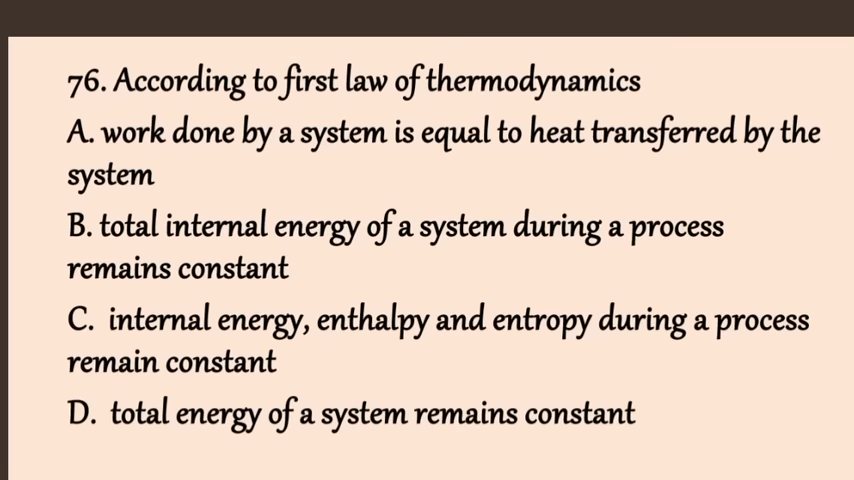 76. According to first law of thermodynamics
A. work done by a system is equal to heat transferred by the
system
B. total internal energy of a system during a process
remains constant
C. internal energy, enthalpy and entropy during a process
remain constant
D. total energy of a system remains constant